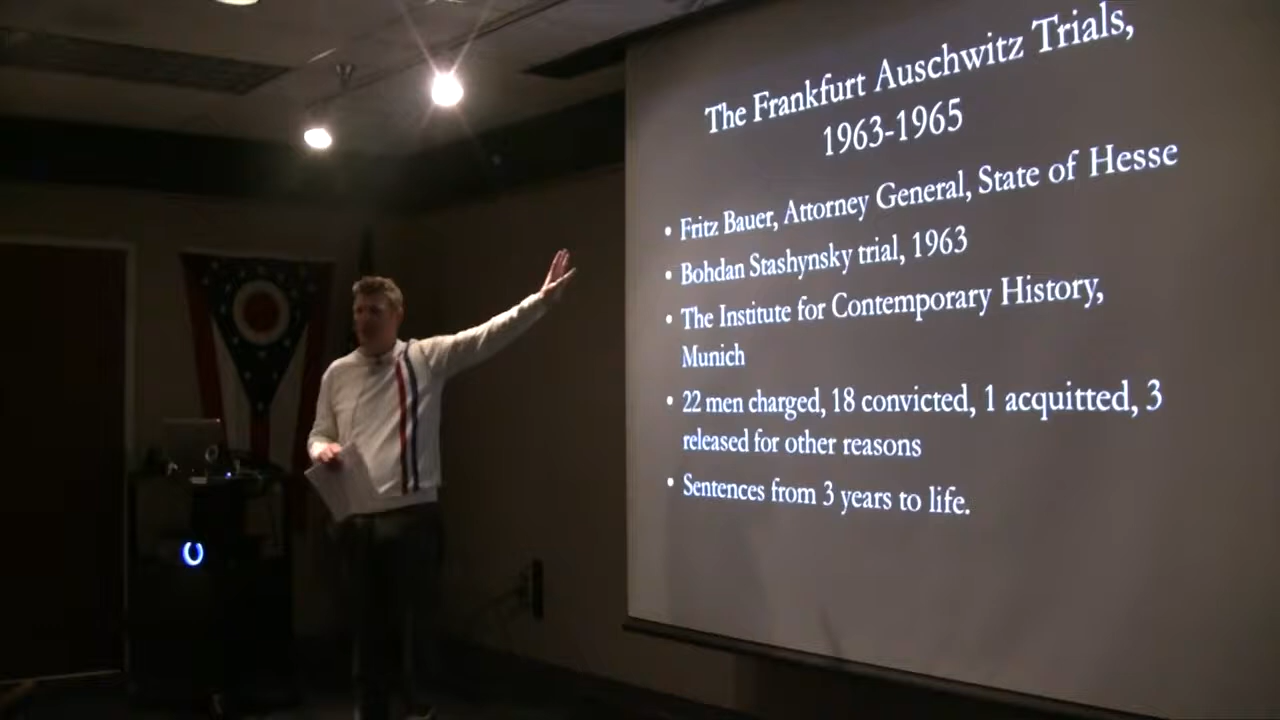 The Frankfurt Auschwitz Trials,
1963-1965
• Fritz Bauer, Attorney General, State of Hesse
• Bohdan Stashynsky trial, 1963
• The Institute for Contemporary History,
Munich
• 22 men charged, 18 convicted, 1 acquitted, 3
released for other reasons
• Sentences from 3 years to life.